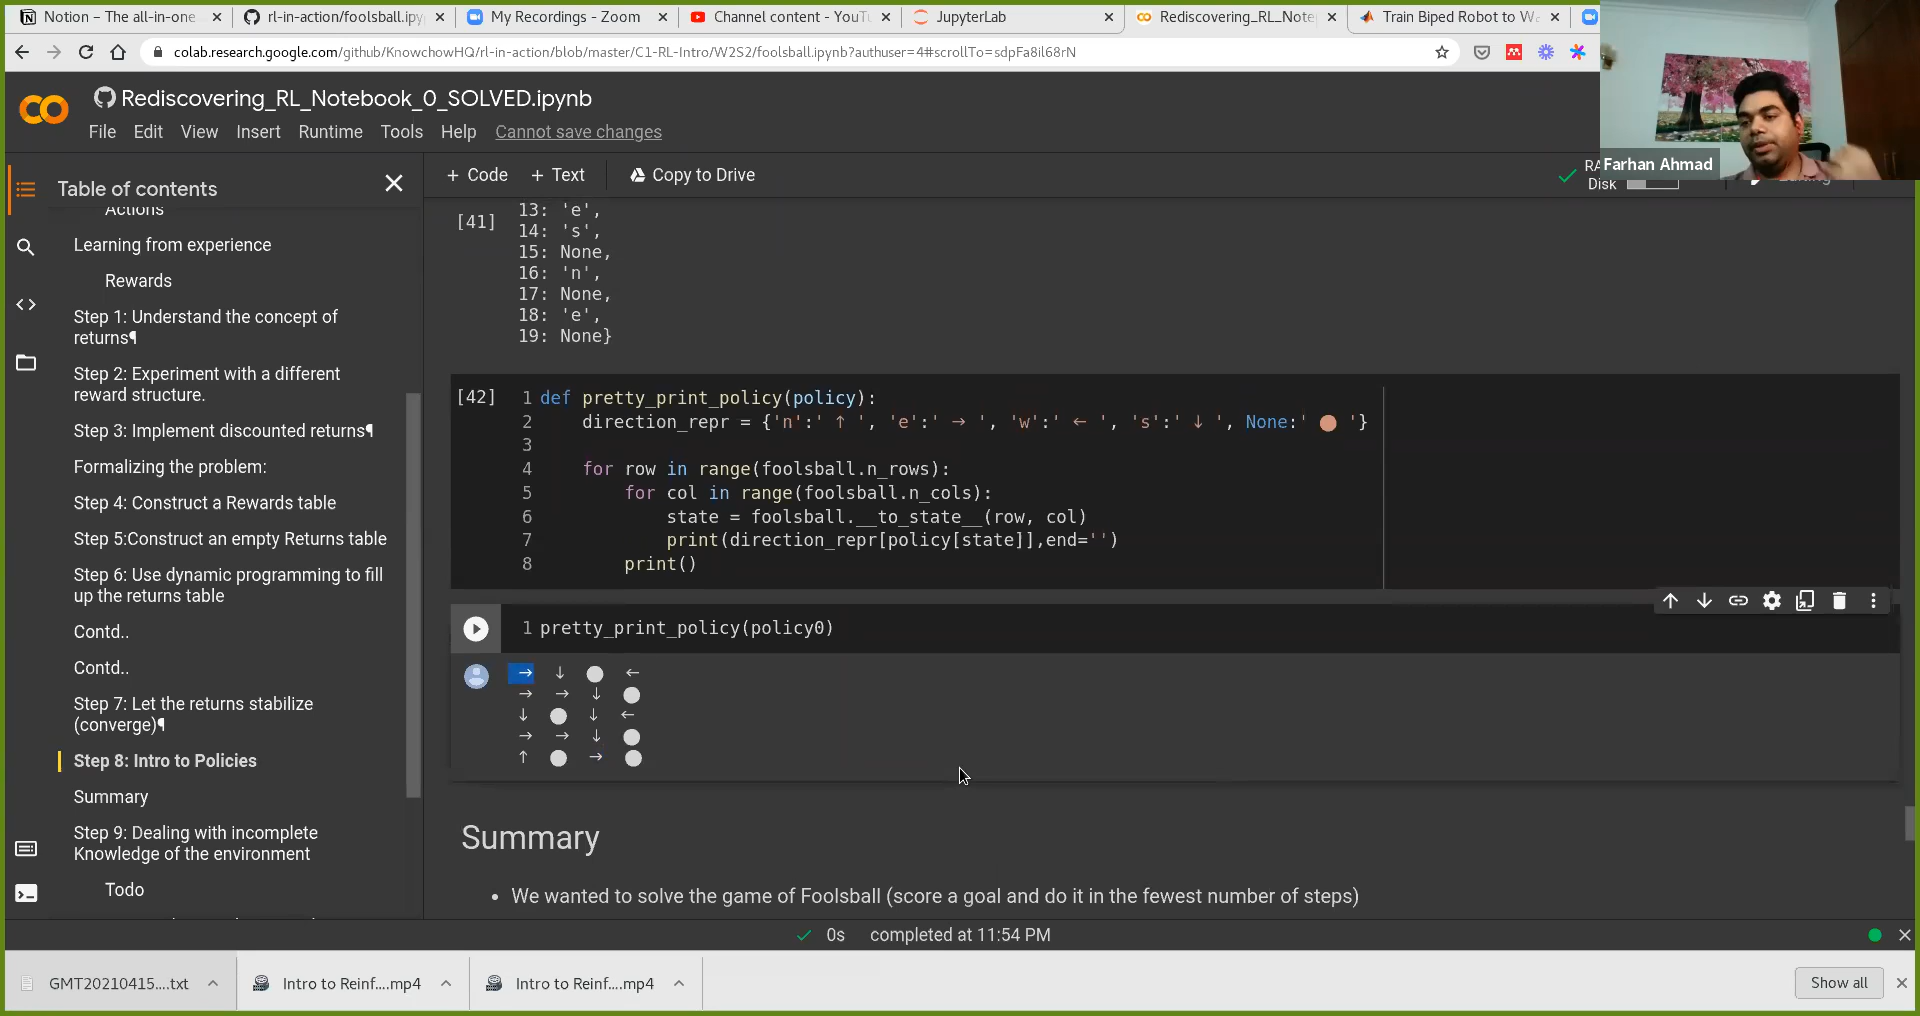 Notion – The all-in-one
rl-in-action/foolsball.ipy
My Recordings - Zoom
Channel content - YouTu
JupyterLab
Rediscovering_RL_Note
Train Biped Robot to Wa
colab.research.google.com/github/KnowchowHQ/rl-in-action/blob/master/C1-RL-Intro/W2S2/foolsball.ipynb?authuser=4#scrollTo=sdpFa8il68rN
Rediscovering_RL_Notebook_0_SOLVED.ipynb
File Edit View Insert Runtime Tools Help Cannot save changes
Farhan Ahmad
Table of contents
+ Code + Text Copy to Drive
RA
Disk
Editing
Actions
Learning from experience
Rewards
Step 1: Understand the concept of
returns¶
Step 2: Experiment with a different
reward structure.
Step 3: Implement discounted returns¶
Formalizing the problem:
Step 4: Construct a Rewards table
Step 5:Construct an empty Returns table
Step 6: Use dynamic programming to fill
up the returns table
Contd..
Contd..
Step 7: Let the returns stabilize
(converge)¶
Step 8: Intro to Policies
Summary
Step 9: Dealing with incomplete
Knowledge of the environment
Todo
[41]
13: 'e',
14: 's',
15: None,
16: 'n',
17: None,
18: 'e',
19: None}
[42]
1 def pretty_print_policy(policy):
2 direction_repr = {'n':' ↑ ', 'e':' → ', 'w':' ← ', 's':' ↓ ', None:' ⬤ '}
3
4 for row in range(foolsball.n_rows):
5 for col in range(foolsball.n_cols):
6 state = foolsball.__to_state__(row, col)
7 print(direction_repr[policy[state]],end='')
8 print()
1 pretty_print_policy(policy0)
→ ↓ ⬤ ←
→ → ↓ ⬤
↓ ⬤ ↓ ←
→ → ↓ ⬤
↑ ⬤ → ⬤
Summary
• We wanted to solve the game of Foolsball (score a goal and do it in the fewest number of steps)
0s completed at 11:54 PM
GMT20210415....txt
Intro to Reinf....mp4
Intro to Reinf....mp4
Show all